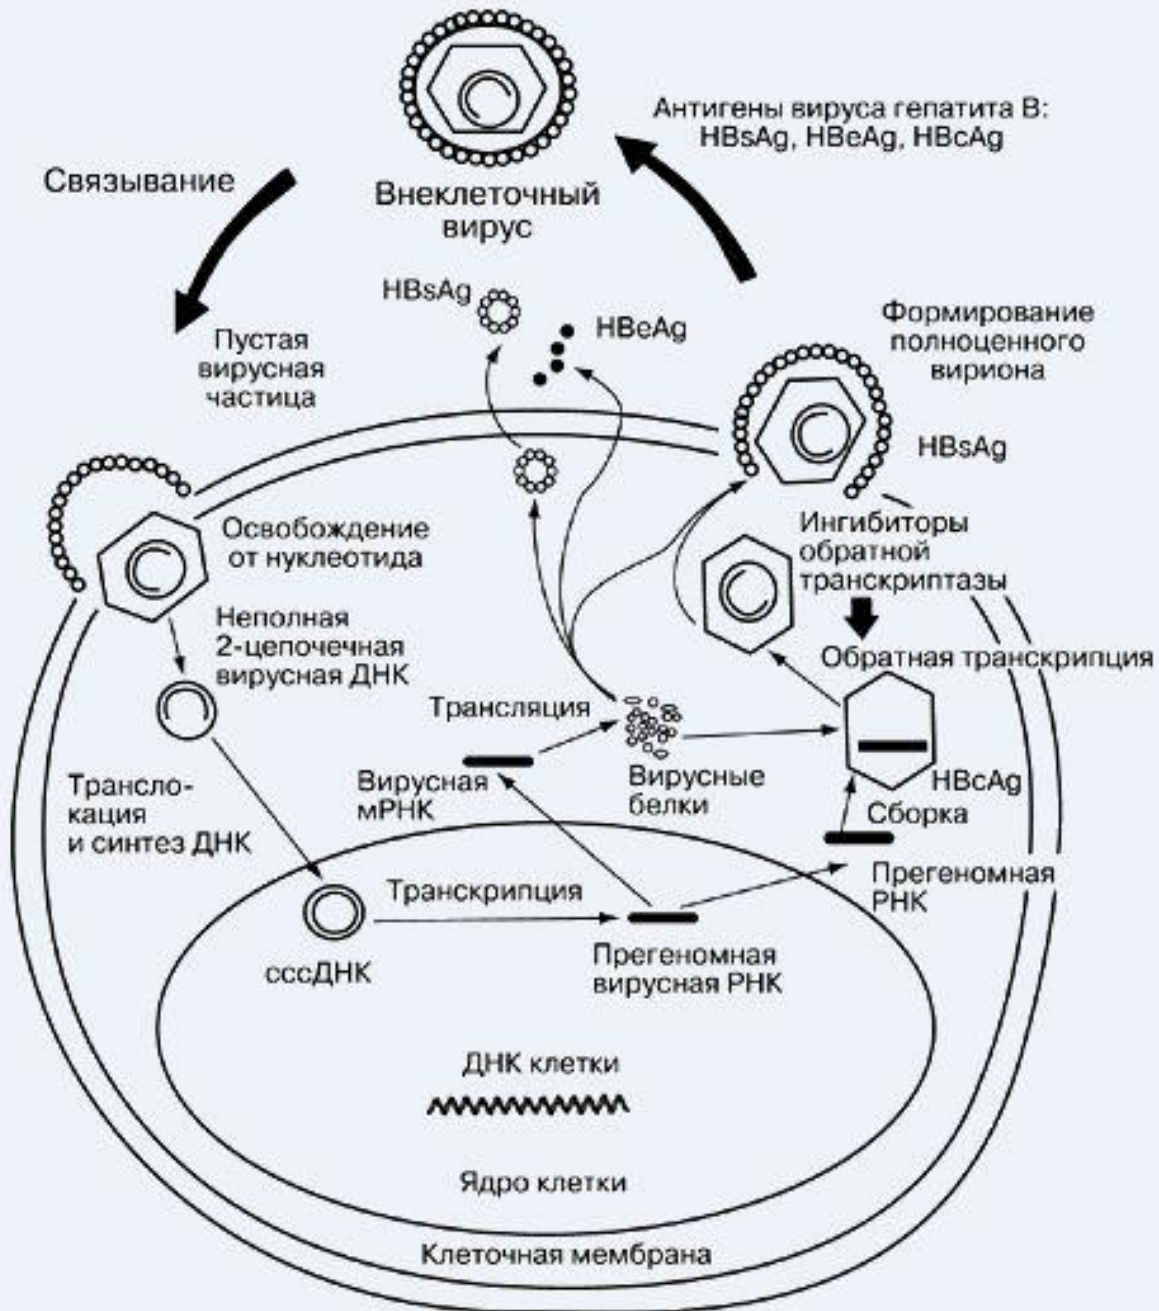 Антигены вируса гепатита В:
HBsAg, HBeAg, HBcAg
Связывание
Внеклеточный
вирус
HBsAg
HBeAg
Формирование
полноценного
вириона
Пустая
вирусная
частица
HBsAg
Освобождение
от нуклеотида
Ингибиторы
обратной
транскриптазы
Неполная
2-цепочечная
вирусная ДНК
Обратная транскрипция
Трансляция
Вирусная
мРНК
Вирусные
белки
HBcAg
Сборка
Трансло-
кация
и синтез ДНК
Прегеномная
РНК
Транскрипция
сссДНК
Прегеномная
вирусная РНК
ДНК клетки
Ядро клетки
Клеточная мембрана